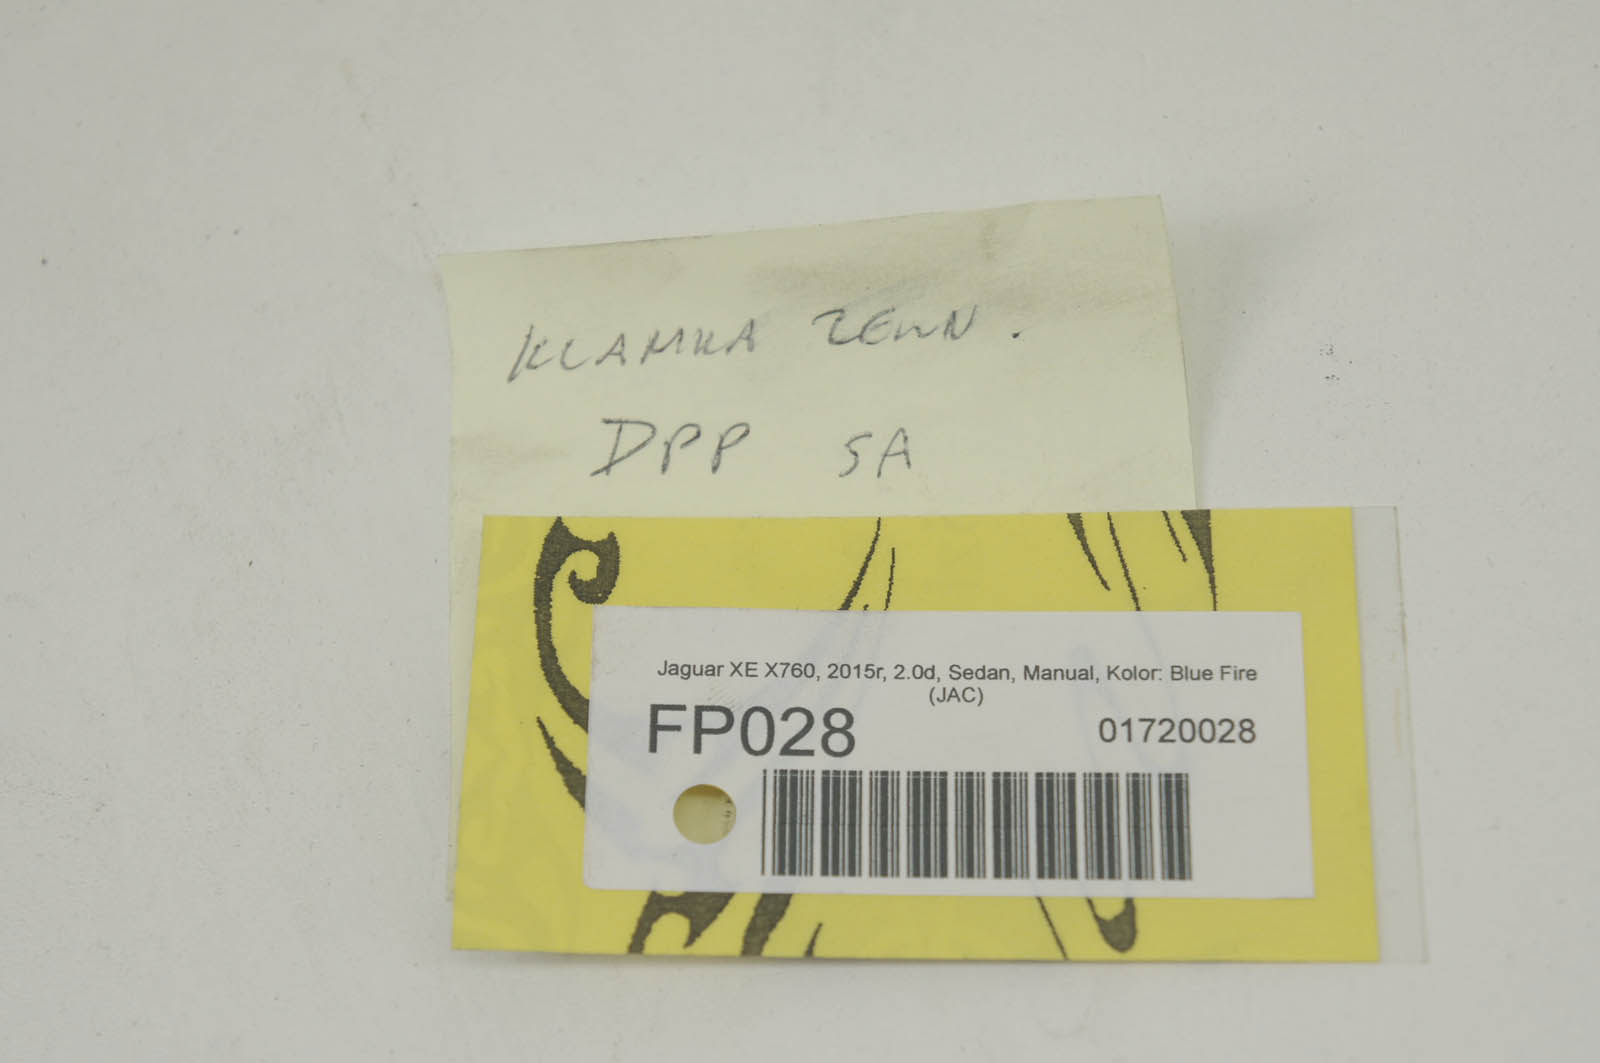 KLAMKA ZEWN.
DPP SA
Jaguar XE X760, 2015r, 2.0d, Sedan, Manual, Kolor: Blue Fire
(JAC)
FP028 01720028